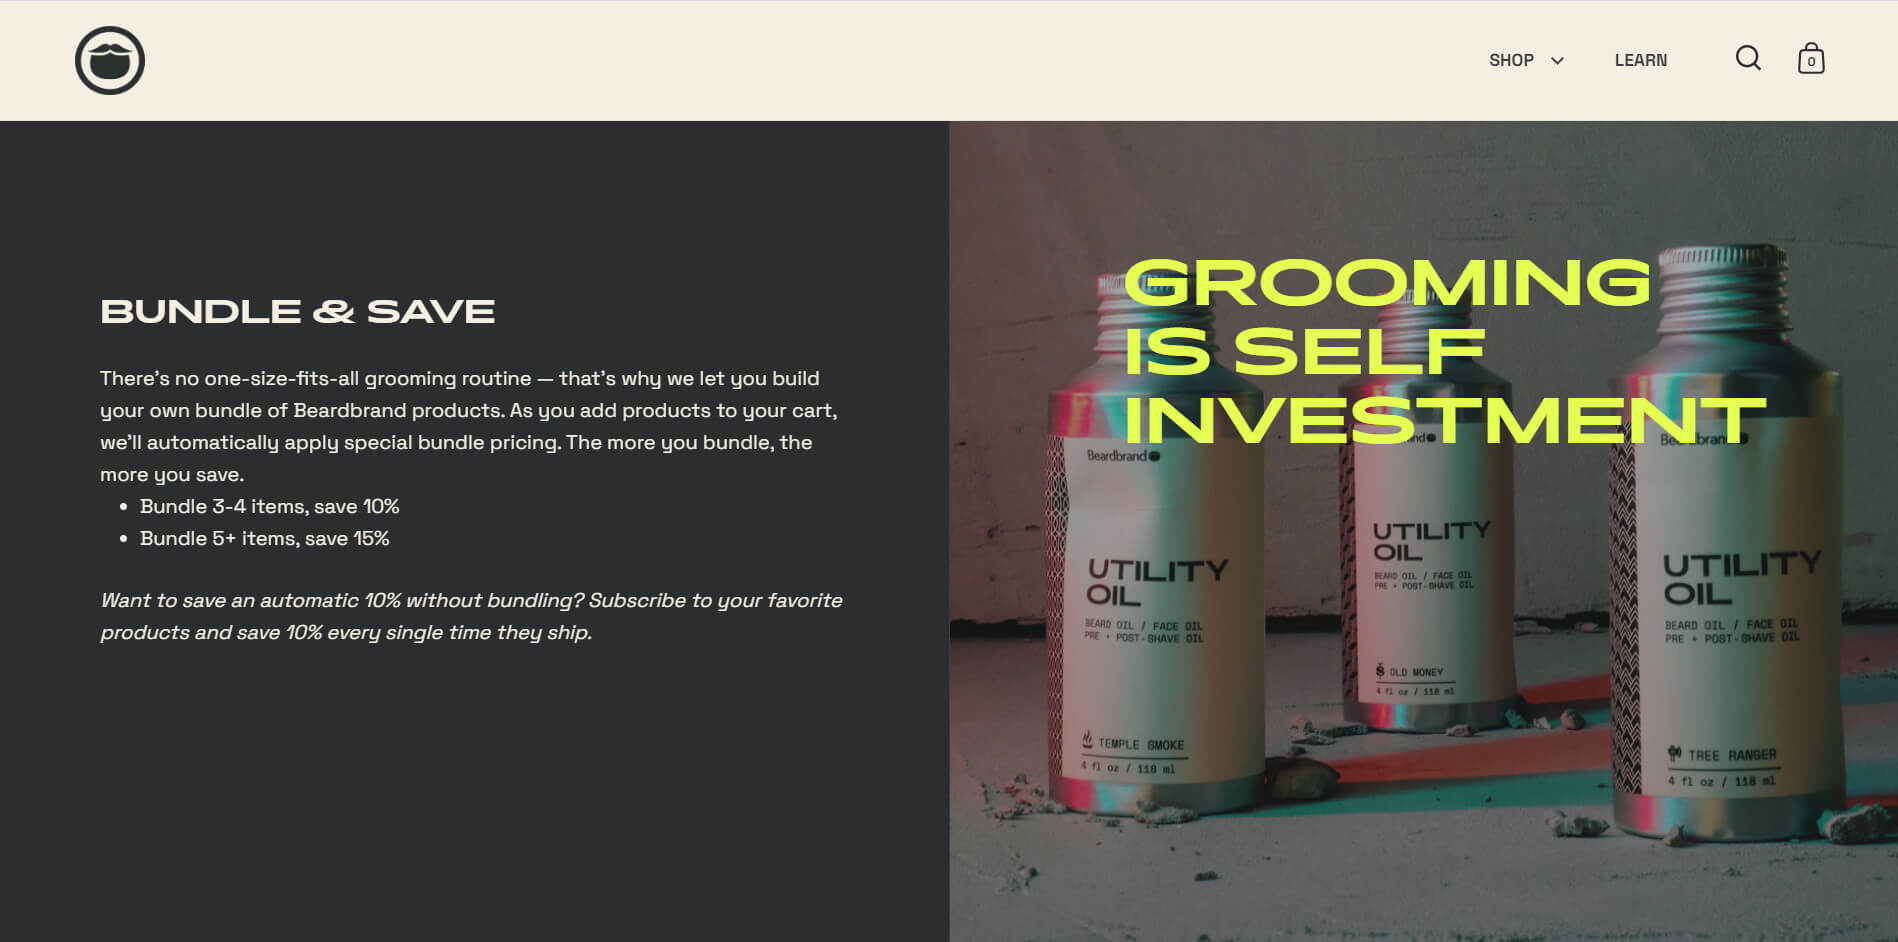 SHOP
LEARN
0
BUNDLE & SAVE
There's no one-size-fits-all grooming routine — that's why we let you build
your own bundle of Beardbrand products. As you add products to your cart,
we'll automatically apply special bundle pricing. The more you bundle, the
more you save.
• Bundle 3-4 items, save 10%
• Bundle 5+ items, save 15%
Want to save an automatic 10% without bundling? Subscribe to your favorite
products and save 10% every single time they ship.
GROOMING
IS SELF
INVESTMENT
Beardbrand
UTILITY
OIL
BEARD OIL / FACE OIL
PRE + POST-SHAVE OIL
TEMPLE SMOKE
4 fl oz / 118 ml
UTILITY
OIL
BEARD OIL / FACE OIL
PRE + POST-SHAVE OIL
OLD MONEY
4 fl oz / 118 ml
Beardbrand
UTILITY
OIL
BEARD OIL / FACE OIL
PRE + POST-SHAVE OIL
TREE RANGER
4 fl oz / 118 ml